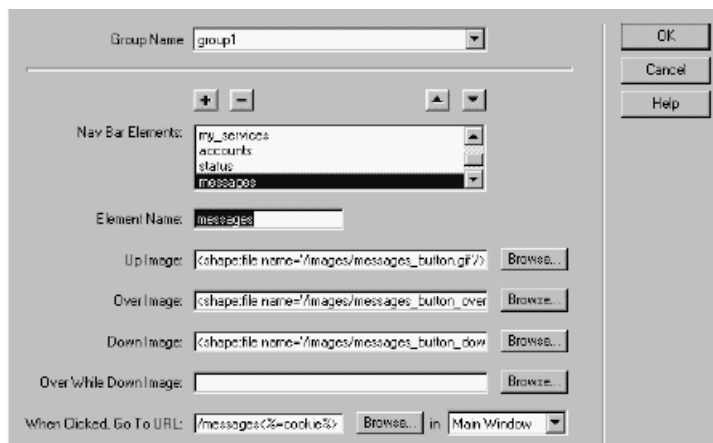 Group Name: group1
OK
Cancel
Help
+ −
Nav Bar Elements: my_services
accounts
status
messages
Element Name: messages
Up Image: <shape:file name='/images/messages_button.gif'/> Browse...
Over Image: <shape:file name='/images/messages_button_over Browse...
Down Image: <shape:file name='/images/messages_button_dow Browse...
Over While Down Image: Browse...
When Clicked, Go To URL: /messages<%=cookie%> Browse... in Main Window